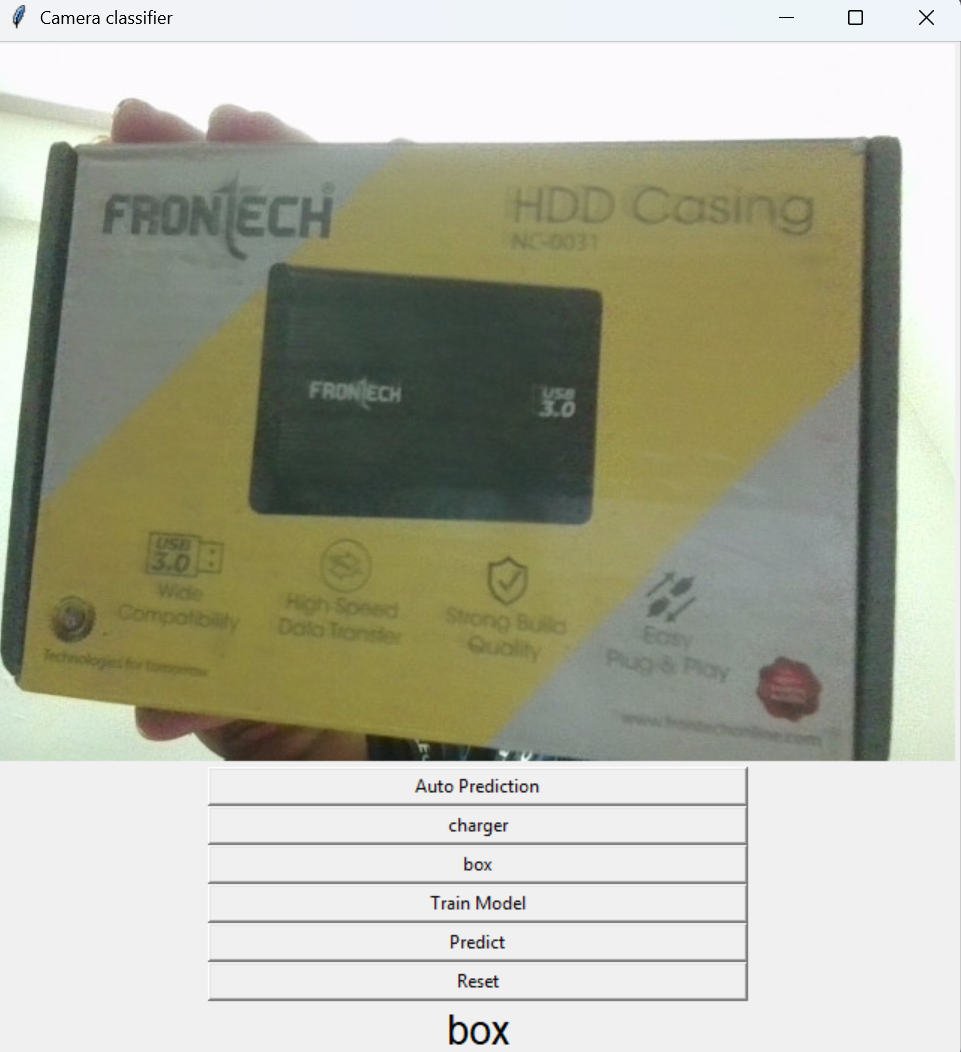 Camera classifier
FRONTECH
HDD Casing
NC-0031
FRONTECH
USB
3.0
USB
3.0
Wide
Compatibility
High-Speed
Data Transfer
Strong Build
Quality
Easy
Plug & Play
Technologies for tomorrow
www.frontechonline.com
Auto Prediction
charger
box
Train Model
Predict
Reset
box